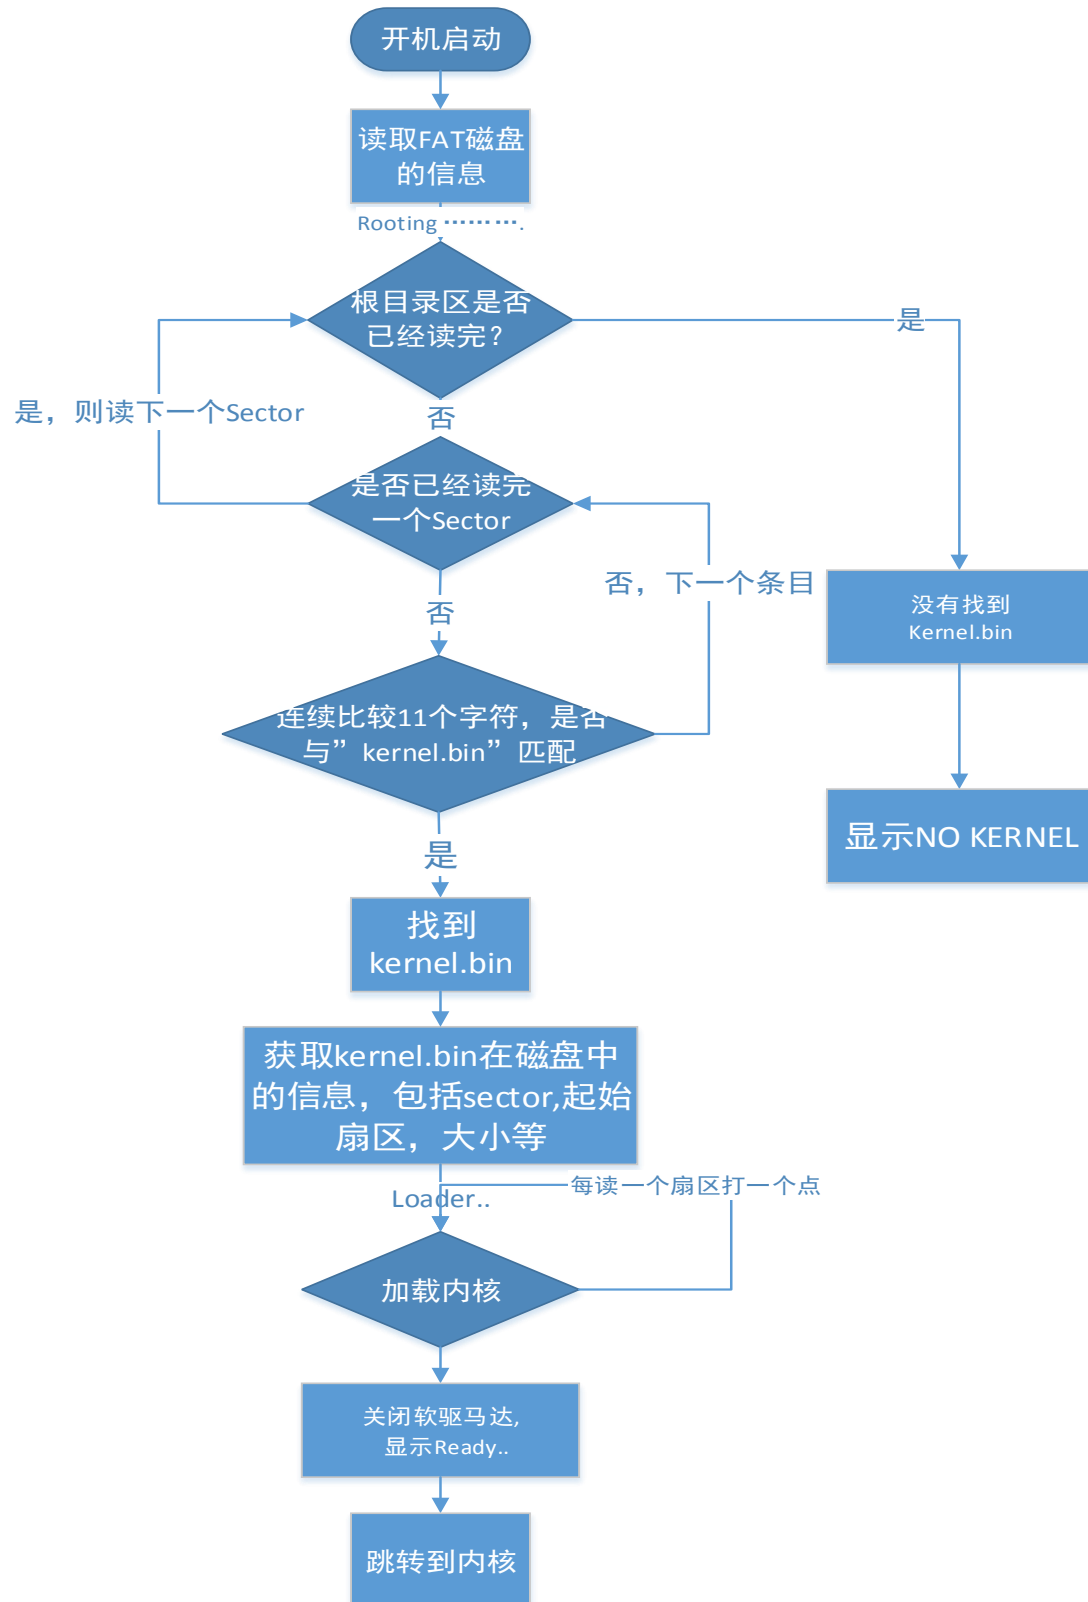 开机启动
读取FAT磁盘
的信息
Rooting ……….
根目录区是否
已经读完？
是
是，则读下一个Sector
否
是否已经读完
一个Sector
否，下一个条目
否
没有找到
Kernel.bin
连续比较11个字符，是否
与”kernel.bin”匹配
显示NO KERNEL
是
找到
kernel.bin
获取kernel.bin在磁盘中
的信息，包括sector,起始
扇区，大小等
每读一个扇区打一个点
Loader..
加载内核
关闭软驱马达,
显示Ready..
跳转到内核